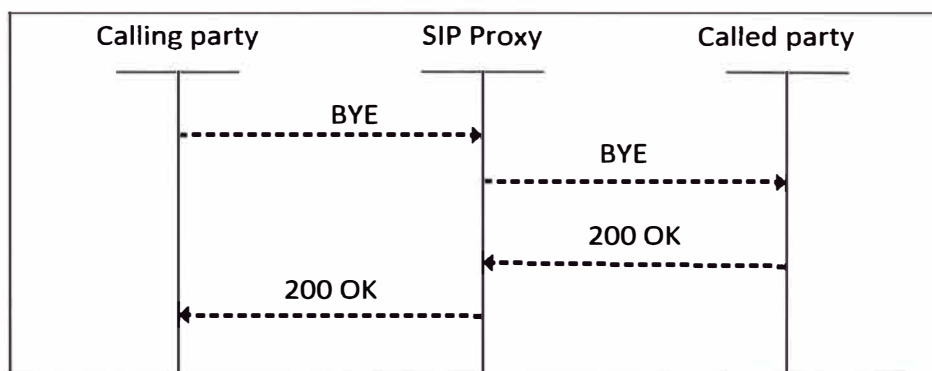 Calling party
SIP Proxy
Called party
BYE
BYE
200 OK
200 OK